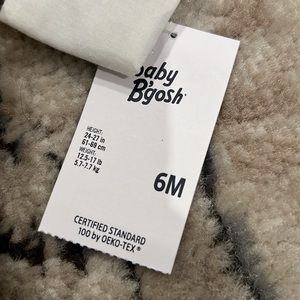 Baby
B'gosh
HEIGHT:
24-27 in
61-69 cm
WEIGHT:
12.5-17 lb
5.7-7.7 kg
6M
CERTIFIED STANDARD
100 by OEKO-TEX®